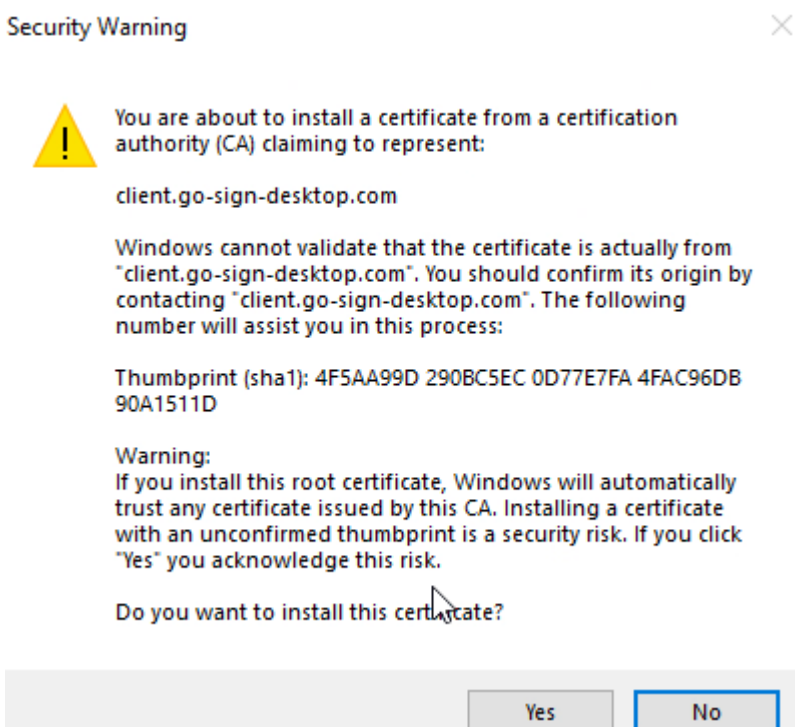 Security Warning
You are about to install a certificate from a certification
authority (CA) claiming to represent:
client.go-sign-desktop.com
Windows cannot validate that the certificate is actually from
"client.go-sign-desktop.com". You should confirm its origin by
contacting "client.go-sign-desktop.com". The following
number will assist you in this process:
Thumbprint (sha1): 4F5AA99D 290BC5EC 0D77E7FA 4FAC96DB
90A1511D
Warning:
If you install this root certificate, Windows will automatically
trust any certificate issued by this CA. Installing a certificate
with an unconfirmed thumbprint is a security risk. If you click
"Yes" you acknowledge this risk.
Do you want to install this certificate?
Yes
No